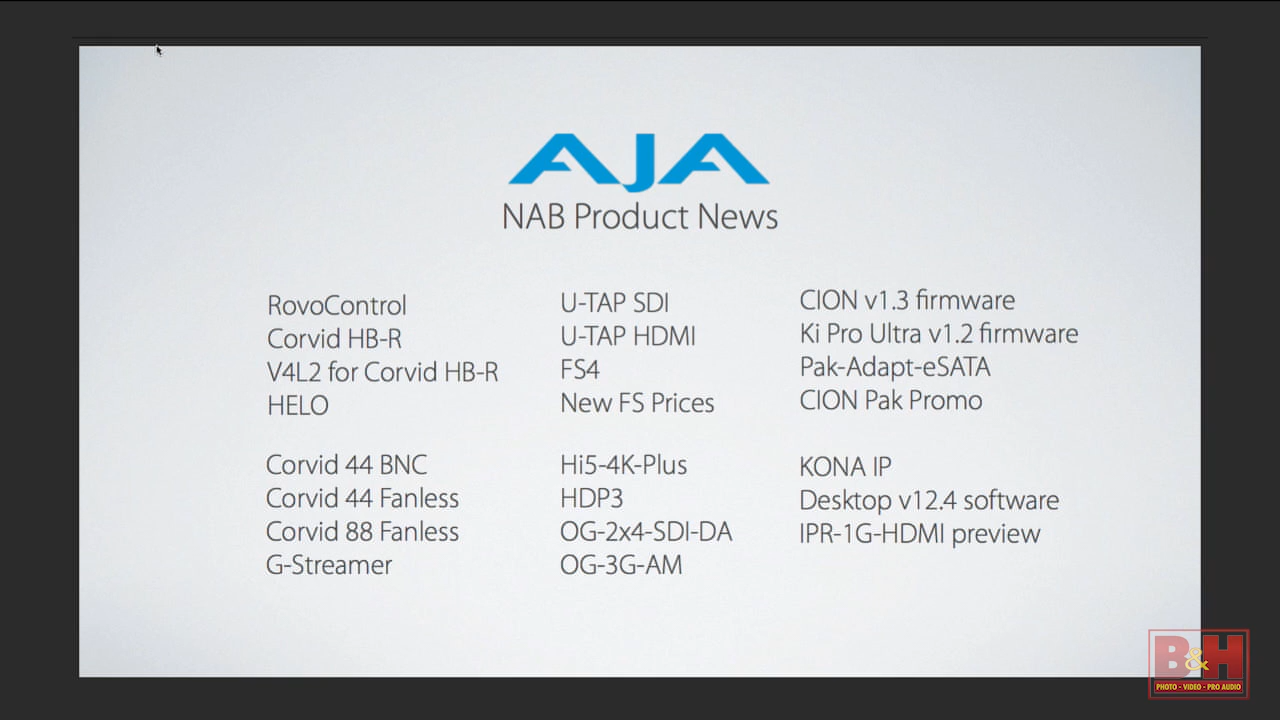 AJA
NAB Product News
RovoControl
Corvid HB-R
V4L2 for Corvid HB-R
HELO
Corvid 44 BNC
Corvid 44 Fanless
Corvid 88 Fanless
G-Streamer
U-TAP SDI
U-TAP HDMI
FS4
New FS Prices
Hi5-4K-Plus
HDP3
OG-2x4-SDI-DA
OG-3G-AM
CION v1.3 firmware
Ki Pro Ultra v1.2 firmware
Pak-Adapt-eSATA
CION Pak Promo
KONA IP
Desktop v12.4 software
IPR-1G-HDMI preview
B&H
PHOTO - VIDEO - PRO AUDIO